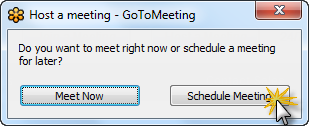 Host a meeting - GoToMeeting
Do you want to meet right now or schedule a meeting
for later?
Meet Now
Schedule Meeting